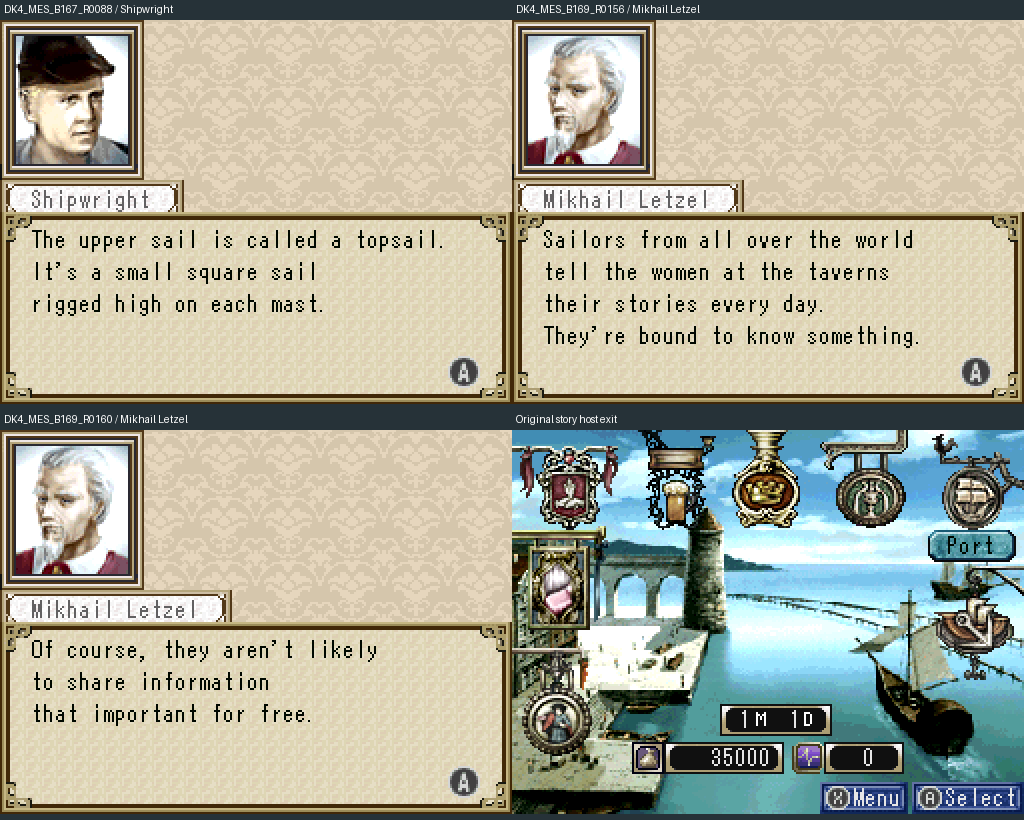 DK4_MES_B167_R0088 / Shipwright
Shipwright
The upper sail is called a topsail.
It's a small square sail
rigged high on each mast.
A
DK4_MES_B169_R0156 / Mikhail Letzel
Mikhail Letzel
Sailors from all over the world
tell the women at the taverns
their stories every day.
They're bound to know something.
A
DK4_MES_B169_R0160 / Mikhail Letzel
Mikhail Letzel
Of course, they aren't likely
to share information
that important for free.
A
Original story host exit
Port
1M 1D
35000
0
X Menu
A Select